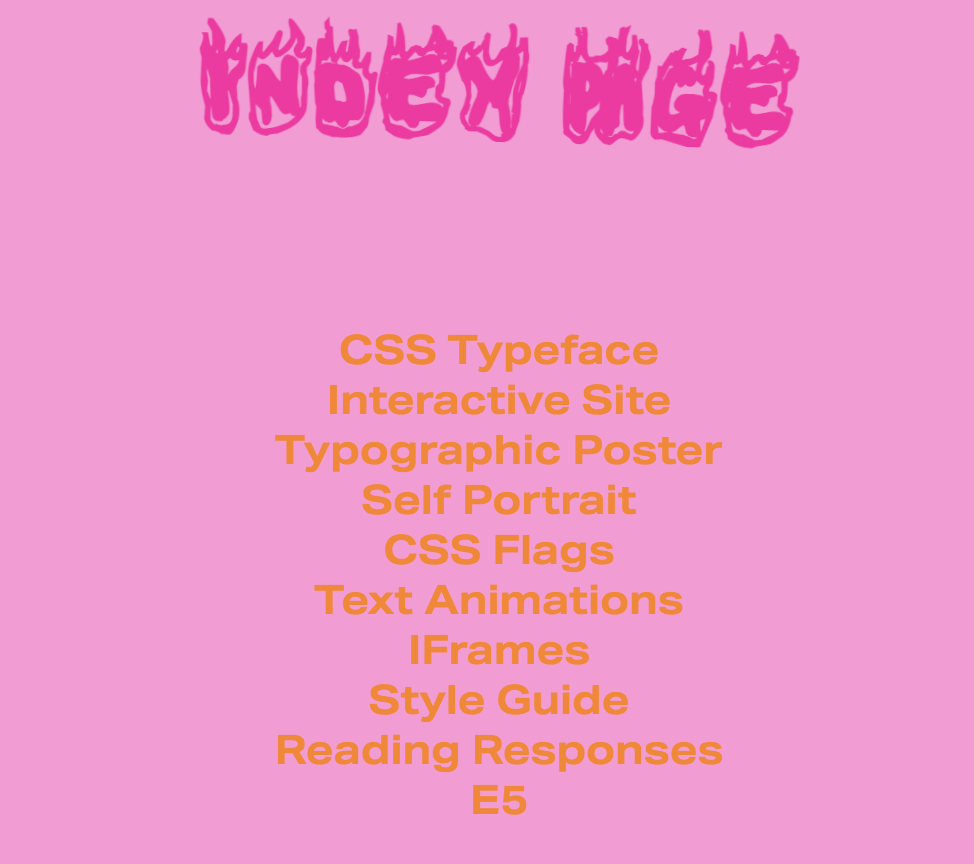 INDEX PAGE
CSS Typeface
Interactive Site
Typographic Poster
Self Portrait
CSS Flags
Text Animations
IFrames
Style Guide
Reading Responses
E5